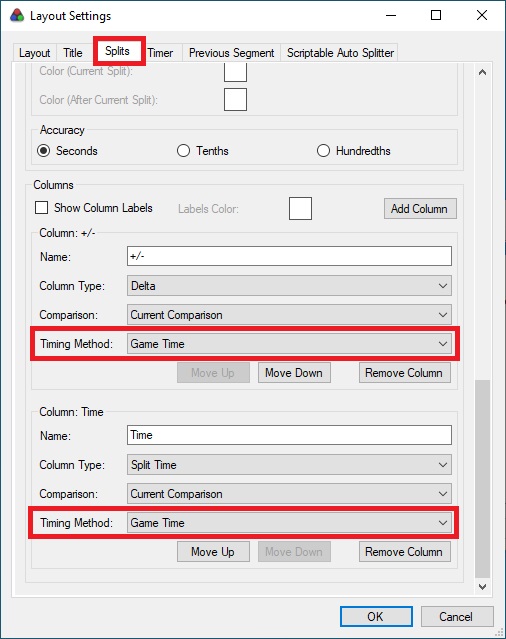 Layout Settings
Layout Title Splits Timer Previous Segment Scriptable Auto Splitter
Color (Current Split):
Color (After Current Split):
Accuracy
Seconds Tenths Hundredths
Columns
Show Column Labels Labels Color: Add Column
Column: +/-
Name: +/-
Column Type: Delta
Comparison: Current Comparison
Timing Method: Game Time
Move Up Move Down Remove Column
Column: Time
Name: Time
Column Type: Split Time
Comparison: Current Comparison
Timing Method: Game Time
Move Up Move Down Remove Column
OK Cancel